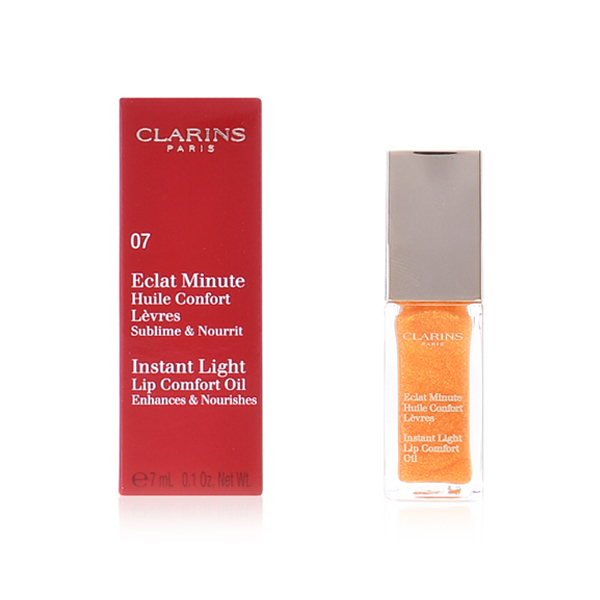 CLARINS
PARIS
07
Eclat Minute
Huile Confort
Lèvres
Sublime & Nourrit
Instant Light
Lip Comfort Oil
Enhances & Nourishes
℮7 mL 0.1 Oz. Net Wt.
CLARINS
PARIS
Eclat Minute
Huile Confort
Lèvres
Instant Light
Lip Comfort
Oil